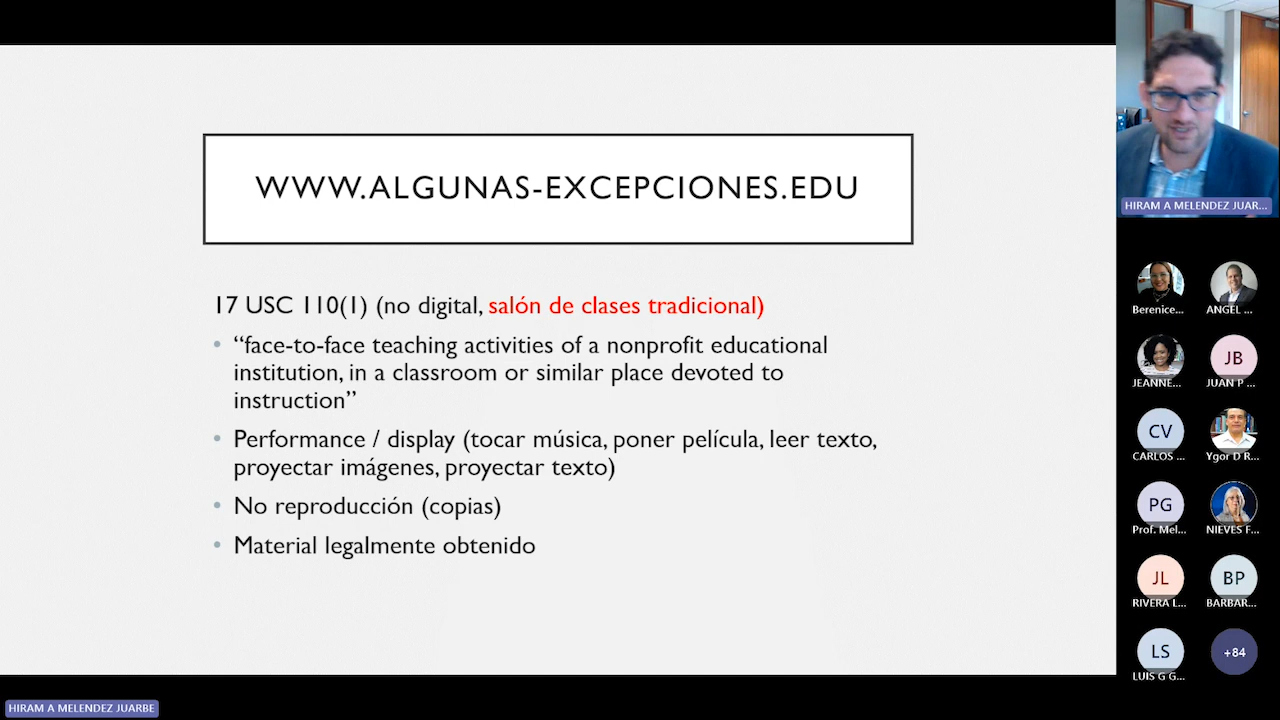 WWW.ALGUNAS-EXCEPCIONES.EDU
17 USC 110(1) (no digital, salón de clases tradicional)
• “face-to-face teaching activities of a nonprofit educational
institution, in a classroom or similar place devoted to
instruction”
• Performance / display (tocar música, poner película, leer texto,
proyectar imágenes, proyectar texto)
• No reproducción (copias)
• Material legalmente obtenido
HIRAM A MELENDEZ JUAR...
Berenice...
ANGEL ...
JEANNE...
JB
JUAN P ...
CV
CARLOS ...
Ygor D R...
PG
Prof. Mel...
NIEVES F...
JL
RIVERA L...
BP
BARBAR...
LS
LUIS G G...
+84
HIRAM A MELENDEZ JUARBE